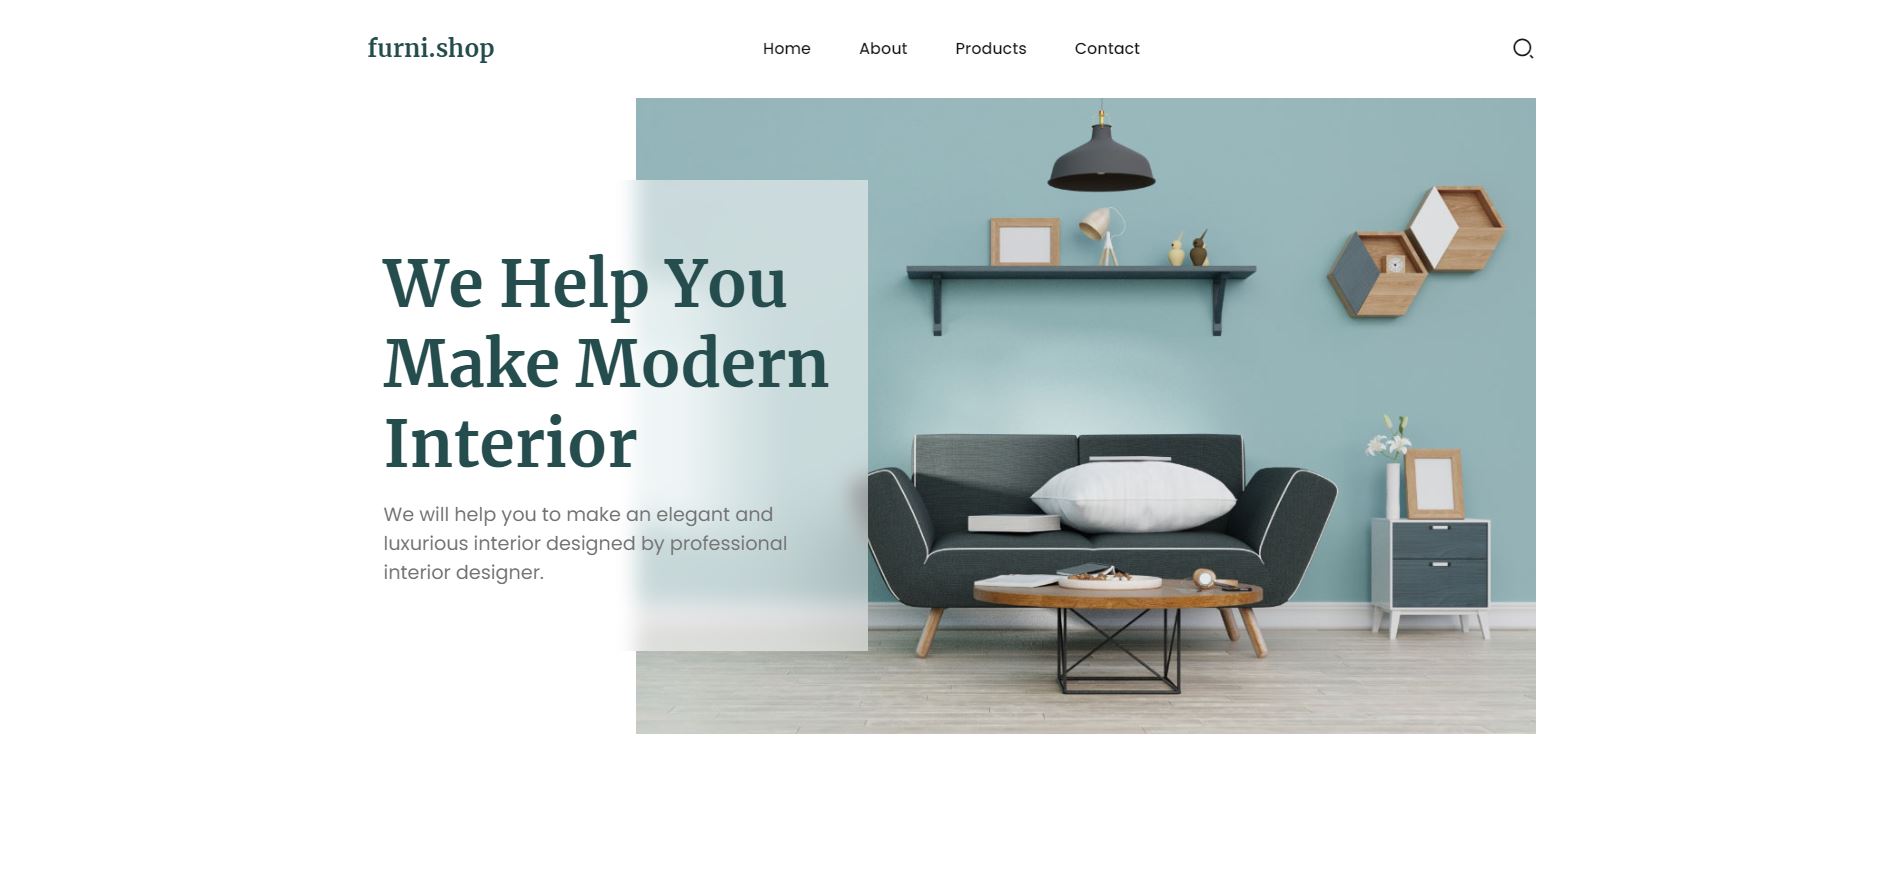 furni.shop
Home About Products Contact
We Help You
Make Modern
Interior
We will help you to make an elegant and
luxurious interior designed by professional
interior designer.